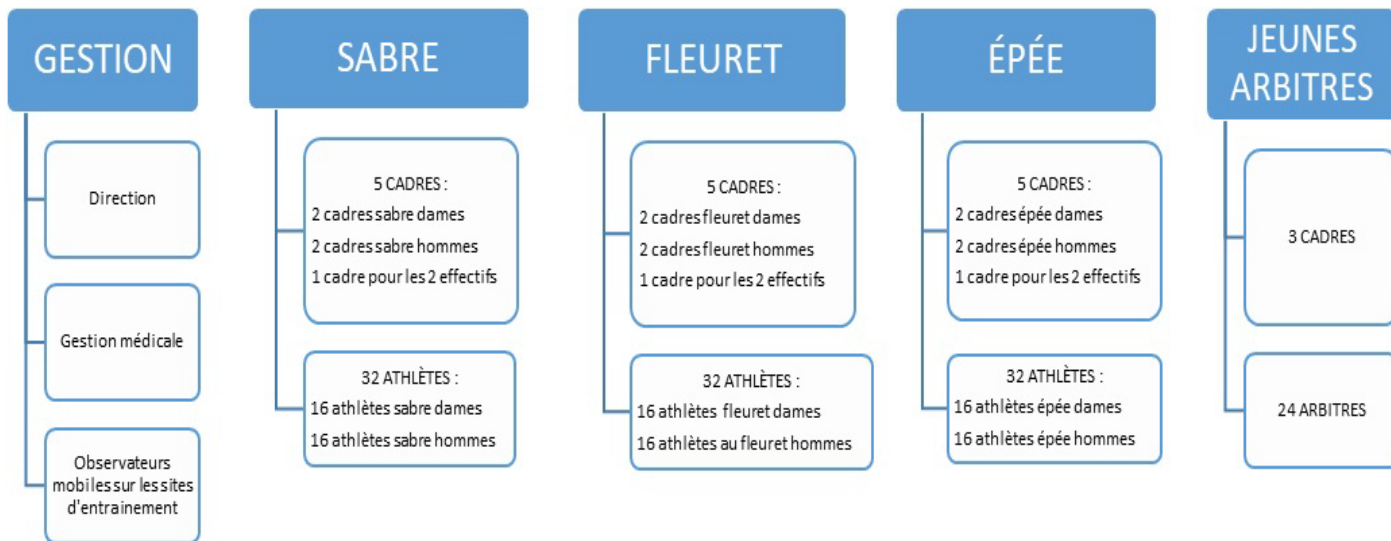 GESTION
Direction
Gestion médicale
Observateurs
mobiles sur les sites
d'entrainement
SABRE
5 CADRES :
2 cadres sabre dames
2 cadres sabre hommes
1 cadre pour les 2 effectifs
32 ATHLÈTES :
16 athlètes sabre dames
16 athlètes sabre hommes
FLEURET
5 CADRES :
2 cadres fleuret dames
2 cadres fleuret hommes
1 cadre pour les 2 effectifs
32 ATHLÈTES :
16 athlètes fleuret dames
16 athlètes au fleuret hommes
ÉPÉE
5 CADRES :
2 cadres épée dames
2 cadres épée hommes
1 cadre pour les 2 effectifs
32 ATHLÈTES :
16 athlètes épée dames
16 athlètes épée hommes
JEUNES
ARBITRES
3 CADRES
24 ARBITRES